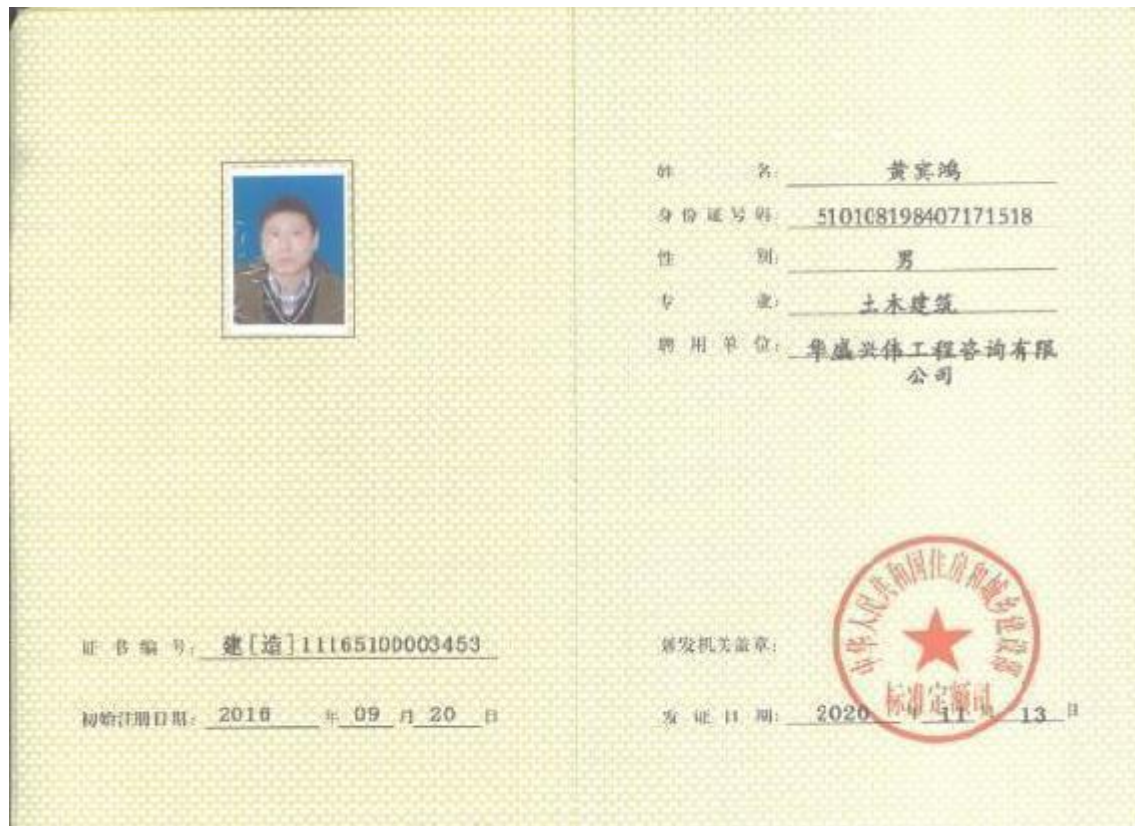 姓名: 黄宾鸿
身份证号码: 510108198407171518
性别: 男
专业: 土木建筑
聘用单位: 华盛兴伟工程咨询有限
公司
证书编号: 建[造]11165100003453
初始注册日期: 2016 年 09 月 20 日
颁发机关盖章:
中华人民共和国住房和城乡建设部
标准定额司
发证日期: 2020 年 11 月 13 日